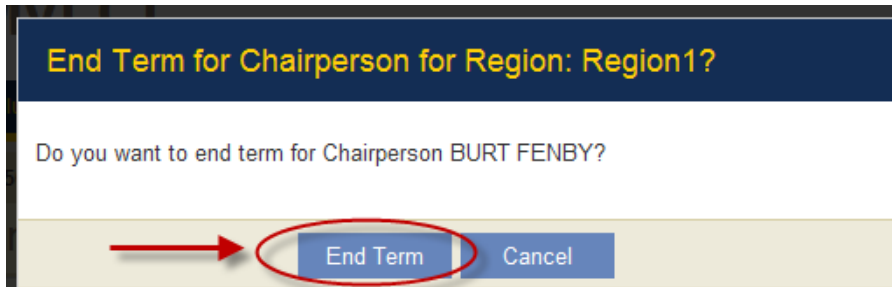 End Term for Chairperson for Region: Region1?
Do you want to end term for Chairperson BURT FENBY?
End Term Cancel